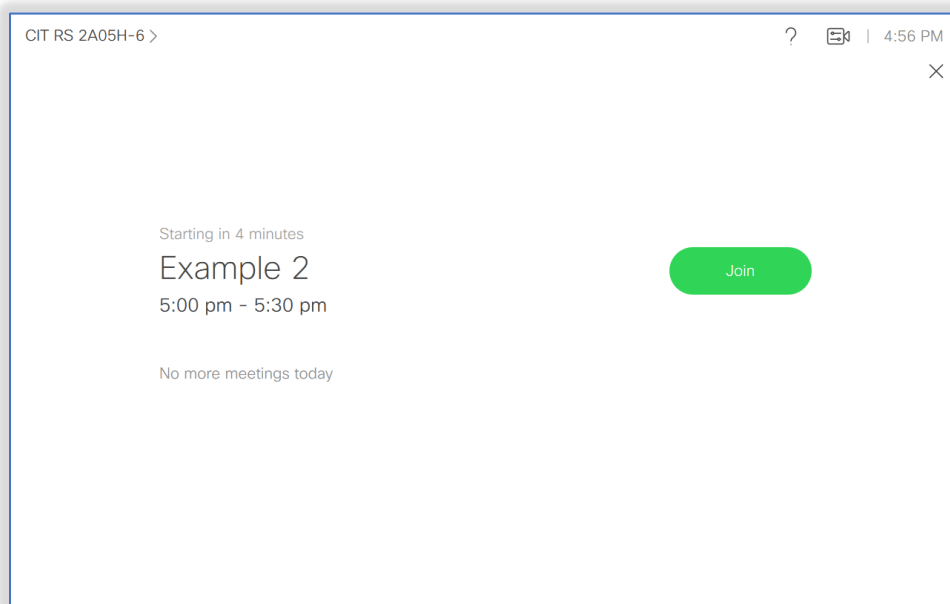 CIT RS 2A05H-6 >
? | 4:56 PM
Starting in 4 minutes
Example 2
5:00 pm - 5:30 pm
Join
No more meetings today